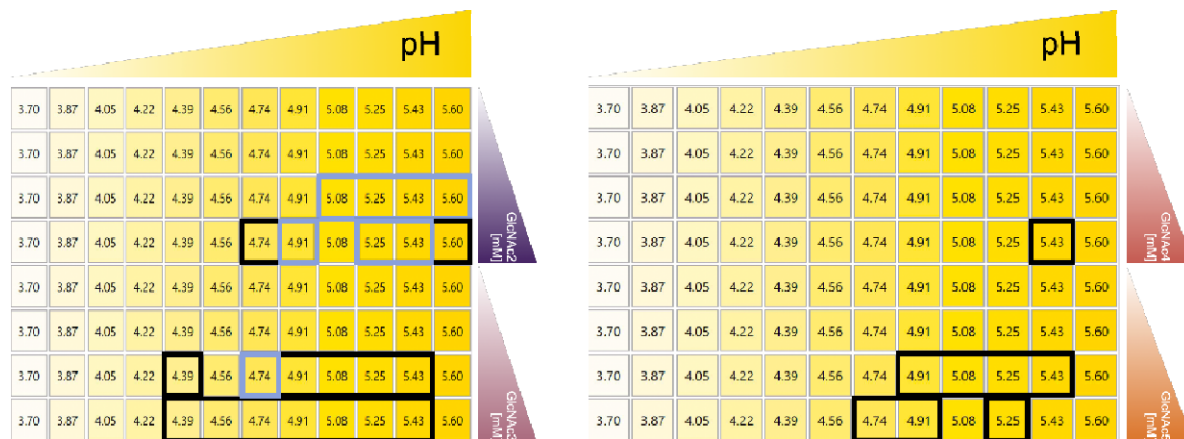 pH pH
3.70 3.87 4.05 4.22 4.39 4.56 4.74 4.91 5.08 5.25 5.43 5.60
3.70 3.87 4.05 4.22 4.39 4.56 4.74 4.91 5.08 5.25 5.43 5.60
3.70 3.87 4.05 4.22 4.39 4.56 4.74 4.91 5.08 5.25 5.43 5.60
3.70 3.87 4.05 4.22 4.39 4.56 4.74 4.91 5.08 5.25 5.43 5.60
3.70 3.87 4.05 4.22 4.39 4.56 4.74 4.91 5.08 5.25 5.43 5.60
3.70 3.87 4.05 4.22 4.39 4.56 4.74 4.91 5.08 5.25 5.43 5.60
3.70 3.87 4.05 4.22 4.39 4.56 4.74 4.91 5.08 5.25 5.43 5.60
3.70 3.87 4.05 4.22 4.39 4.56 4.74 4.91 5.08 5.25 5.43 5.60
GlcNAc2
[mM]
GlcNAc3
[mM]
3.70 3.87 4.05 4.22 4.39 4.56 4.74 4.91 5.08 5.25 5.43 5.60
3.70 3.87 4.05 4.22 4.39 4.56 4.74 4.91 5.08 5.25 5.43 5.60
3.70 3.87 4.05 4.22 4.39 4.56 4.74 4.91 5.08 5.25 5.43 5.60
3.70 3.87 4.05 4.22 4.39 4.56 4.74 4.91 5.08 5.25 5.43 5.60
3.70 3.87 4.05 4.22 4.39 4.56 4.74 4.91 5.08 5.25 5.43 5.60
3.70 3.87 4.05 4.22 4.39 4.56 4.74 4.91 5.08 5.25 5.43 5.60
3.70 3.87 4.05 4.22 4.39 4.56 4.74 4.91 5.08 5.25 5.43 5.60
3.70 3.87 4.05 4.22 4.39 4.56 4.74 4.91 5.08 5.25 5.43 5.60
GlcNAc4
[mM]
GlcNAc5
[mM]